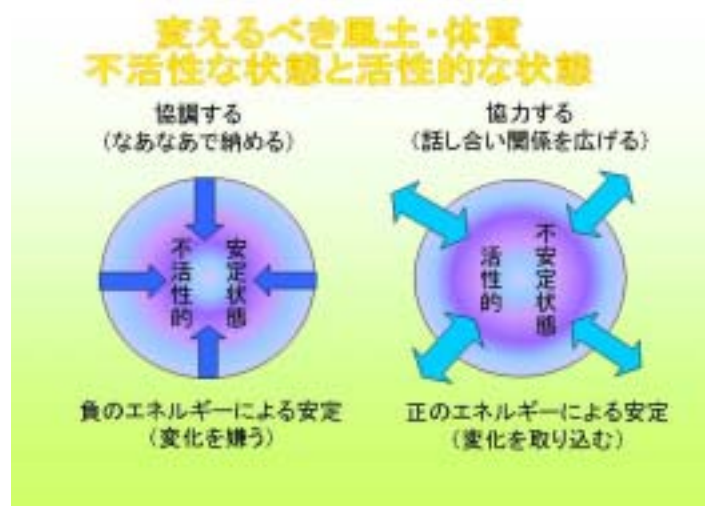 変えるべき風土・体質
不活性な状態と活性的な状態
協調する
(なあなあで納める)
安定状態
不活性的
負のエネルギーによる安定
(変化を嫌う)
協力する
(話し合い関係を広げる)
不安定状態
活性的
正のエネルギーによる安定
(変化を取り込む)